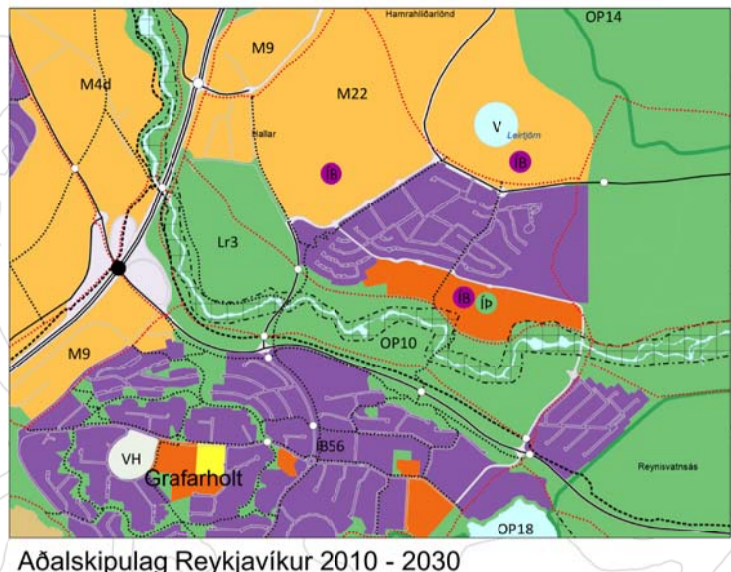 OP14
Hamrahlíðarlönd
M9
M4d
M22
Hallar
V
Leirtjörn
ÍB
ÍB
Lr3
ÍB
ÍÞ
OP10
M9
ÍB56
VH
Grafarholt
Reynisvatnsás
OP18
Aðalskipulag Reykjavíkur 2010 - 2030